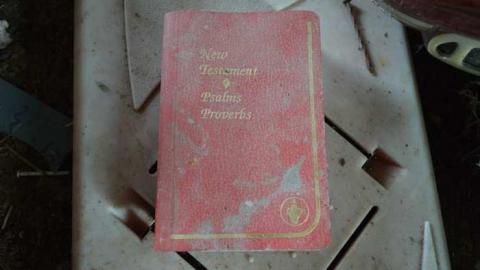 New
Testament
Psalms
Proverbs